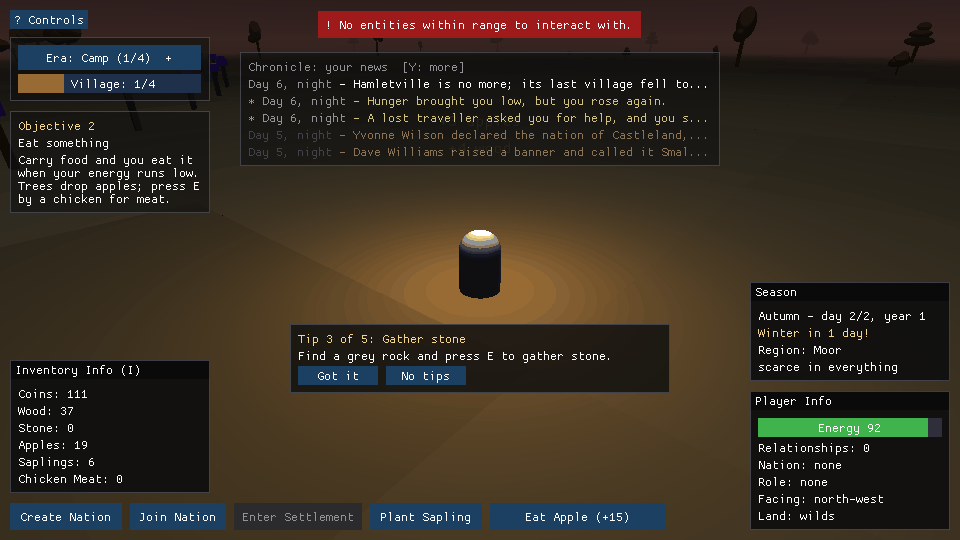 ? Controls
! No entities within range to interact with.
Era: Camp (1/4)  +
Village: 1/4
Chronicle: your news  [Y: more]
Day 6, night – Hamletville is no more; its last village fell to...
* Day 6, night – Hunger brought you low, but you rose again.
* Day 6, night – A lost traveller asked you for help, and you s...
Day 5, night – Yvonne Wilson declared the nation of Castleland,...
Day 5, night – Dave Williams raised a banner and called it Smal...
Objective 2
Eat something
Carry food and you eat it
when your energy runs low.
Trees drop apples; press E
by a chicken for meat.
Tip 3 of 5: Gather stone
Find a grey rock and press E to gather stone.
Got it
No tips
Season
Autumn – day 2/2, year 1
Winter in 1 day!
Region: Moor
scarce in everything
Inventory Info (I)
Coins: 111
Wood: 37
Stone: 0
Apples: 19
Saplings: 6
Chicken Meat: 0
Player Info
Energy 92
Relationships: 0
Nation: none
Role: none
Facing: north-west
Land: wilds
Create Nation
Join Nation
Enter Settlement
Plant Sapling
Eat Apple (+15)